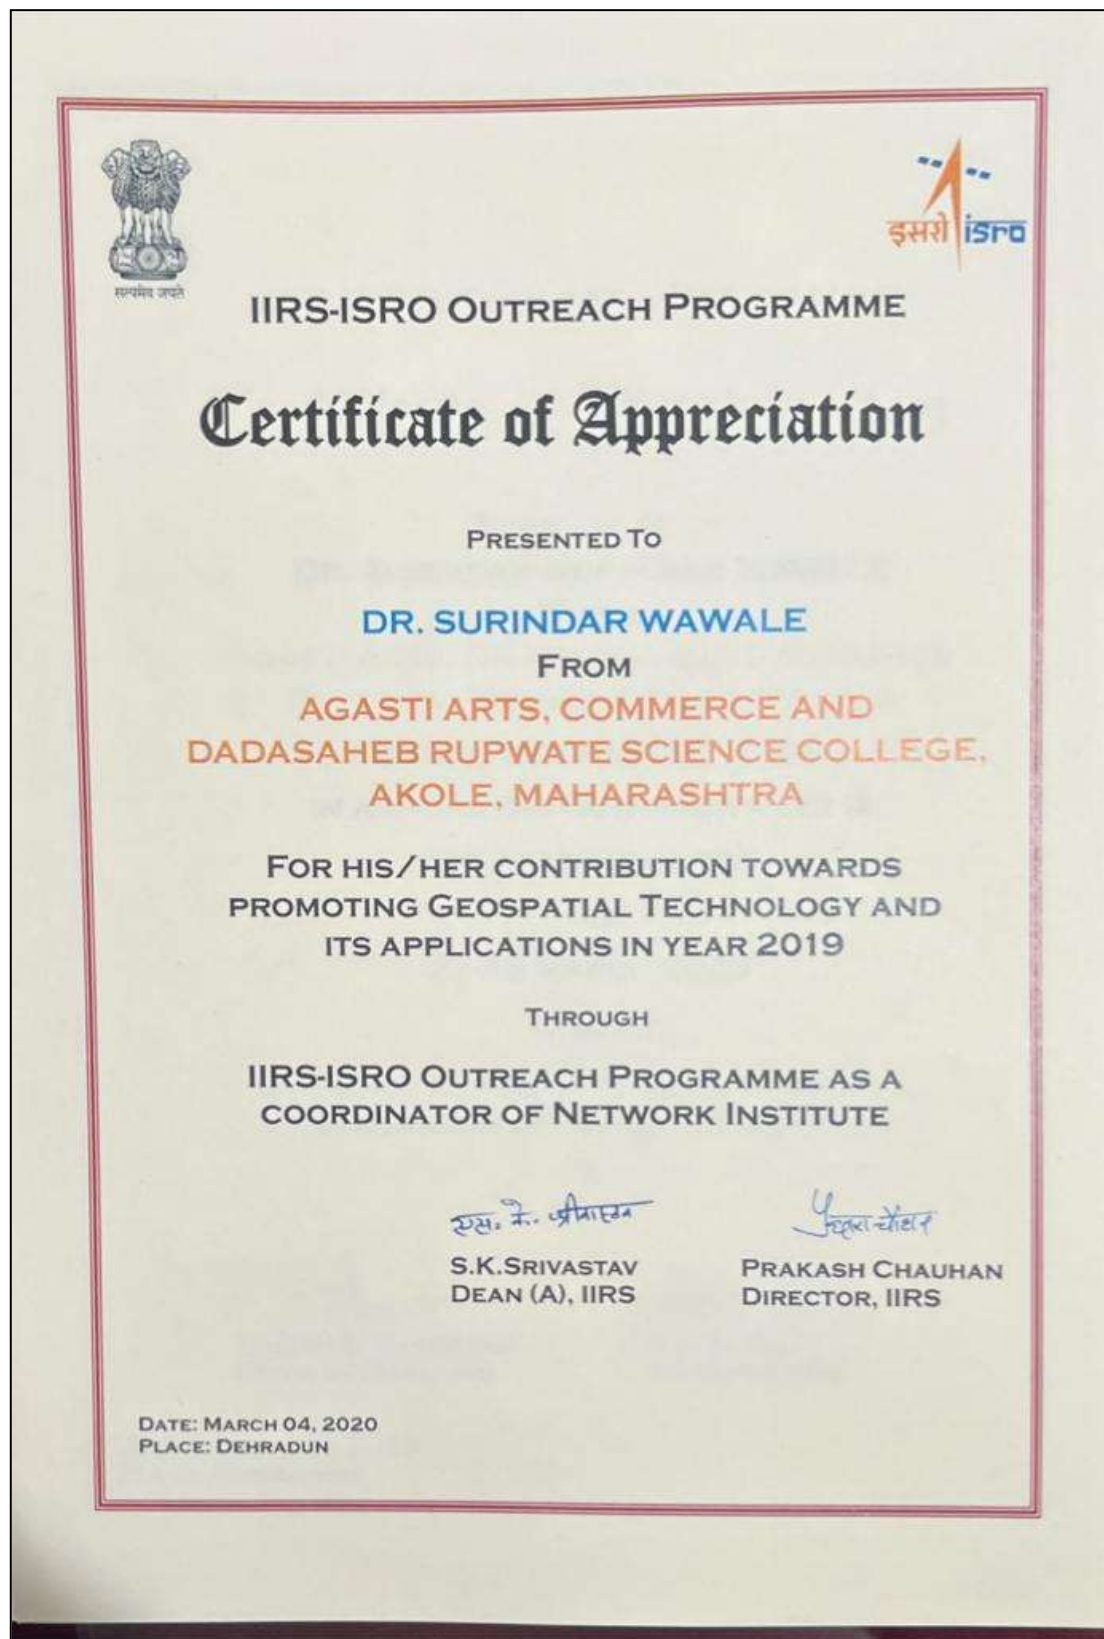 सत्यमेव जयते
इसरो isro
IIRS-ISRO OUTREACH PROGRAMME
Certificate of Appreciation
PRESENTED TO
DR. SURINDAR WAWALE
FROM
AGASTI ARTS, COMMERCE AND
DADASAHEB RUPWATE SCIENCE COLLEGE,
AKOLE, MAHARASHTRA
FOR HIS/HER CONTRIBUTION TOWARDS
PROMOTING GEOSPATIAL TECHNOLOGY AND
ITS APPLICATIONS IN YEAR 2019
THROUGH
IIRS-ISRO OUTREACH PROGRAMME AS A
COORDINATOR OF NETWORK INSTITUTE
एस. के. श्रीवास्तव
S.K.SRIVASTAV
DEAN (A), IIRS
PRAKASH CHAUHAN
DIRECTOR, IIRS
DATE: MARCH 04, 2020
PLACE: DEHRADUN